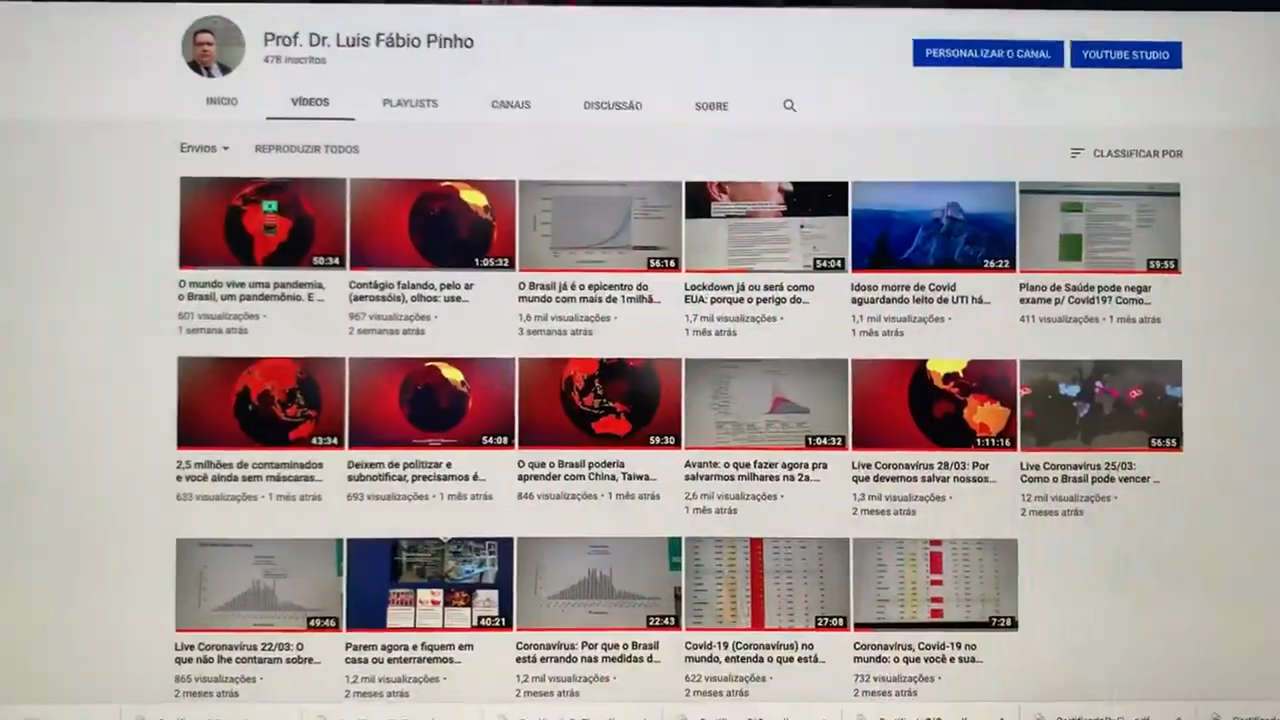 Prof. Dr. Luis Fábio Pinho
478 inscritos
PERSONALIZAR O CANAL
YOUTUBE STUDIO
INÍCIO
VÍDEOS
PLAYLISTS
CANAIS
DISCUSSÃO
SOBRE
Envios
REPRODUZIR TODOS
CLASSIFICAR POR
50:34
1:05:32
56:16
54:04
26:22
59:55
O mundo vive uma pandemia,
o Brasil, um pandemônio. E ...
601 visualizações •
1 semana atrás
Contágio falando, pelo ar
(aerossóis), olhos: use...
967 visualizações •
2 semanas atrás
O Brasil já é o epicentro do
mundo com mais de 1milhã...
1,6 mil visualizações •
3 semanas atrás
Lockdown já ou será como
EUA: porque o perigo do...
1,7 mil visualizações •
1 mês atrás
Idoso morre de Covid
aguardando leito de UTI há...
1,1 mil visualizações •
1 mês atrás
Plano de Saúde pode negar
exame p/ Covid19? Como...
411 visualizações • 1 mês atrás
43:34
54:08
59:30
1:04:32
1:11:16
56:55
2,5 milhões de contaminados
e você ainda sem máscaras...
633 visualizações • 1 mês atrás
Deixem de politizar e
subnotificar, precisamos é...
693 visualizações • 1 mês atrás
O que o Brasil poderia
aprender com China, Taiwa...
846 visualizações • 1 mês atrás
Avante: o que fazer agora pra
salvarmos milhares na 2a....
2,6 mil visualizações •
1 mês atrás
Live Coronavírus 28/03: Por
que devemos salvar nossos...
1,3 mil visualizações •
2 meses atrás
Live Coronavírus 25/03:
Como o Brasil pode vencer ...
12 mil visualizações •
2 meses atrás
49:46
40:21
22:43
27:08
7:28
Live Coronavírus 22/03: O
que não lhe contaram sobre...
865 visualizações •
2 meses atrás
Parem agora e fiquem em
casa ou enterraremos...
1,2 mil visualizações •
2 meses atrás
Coronavírus: Por que o Brasil
está errando nas medidas d...
1,2 mil visualizações •
2 meses atrás
Covid-19 (Coronavírus) no
mundo, entenda o que está...
622 visualizações •
2 meses atrás
Coronavírus, Covid-19 no
mundo: o que você e sua...
732 visualizações •
2 meses atrás